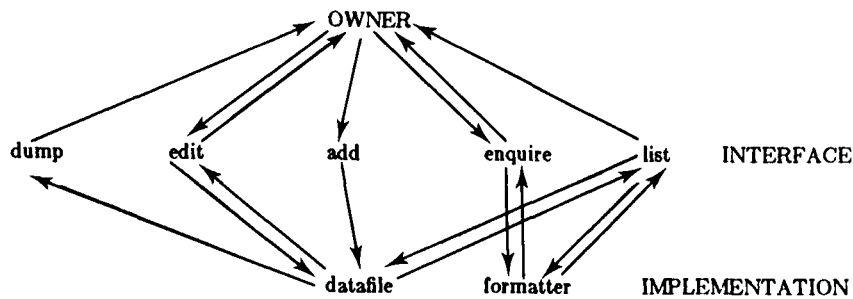 OWNER
dump edit add enquire list INTERFACE
datafile formatter IMPLEMENTATION